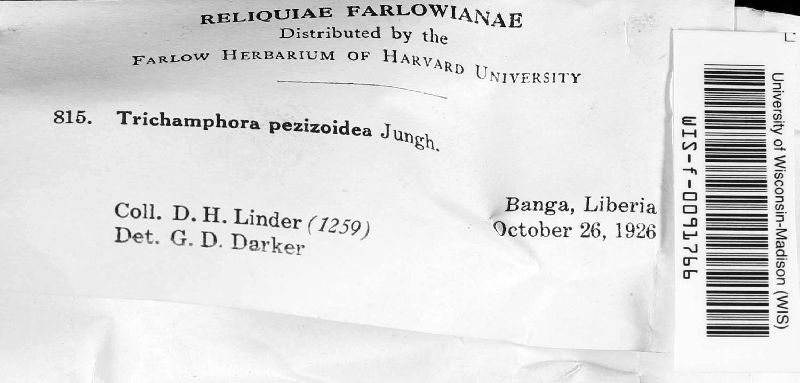 RELIQUIAE FARLOWIANAE
Distributed by the
FARLOW HERBARIUM OF HARVARD UNIVERSITY
815. Trichamphora pezizoidea Jungh.
Coll. D. H. Linder (1259)
Det. G. D. Darker
Banga, Liberia
October 26, 1926
University of Wisconsin-Madison (WIS)
WIS-f-0091766